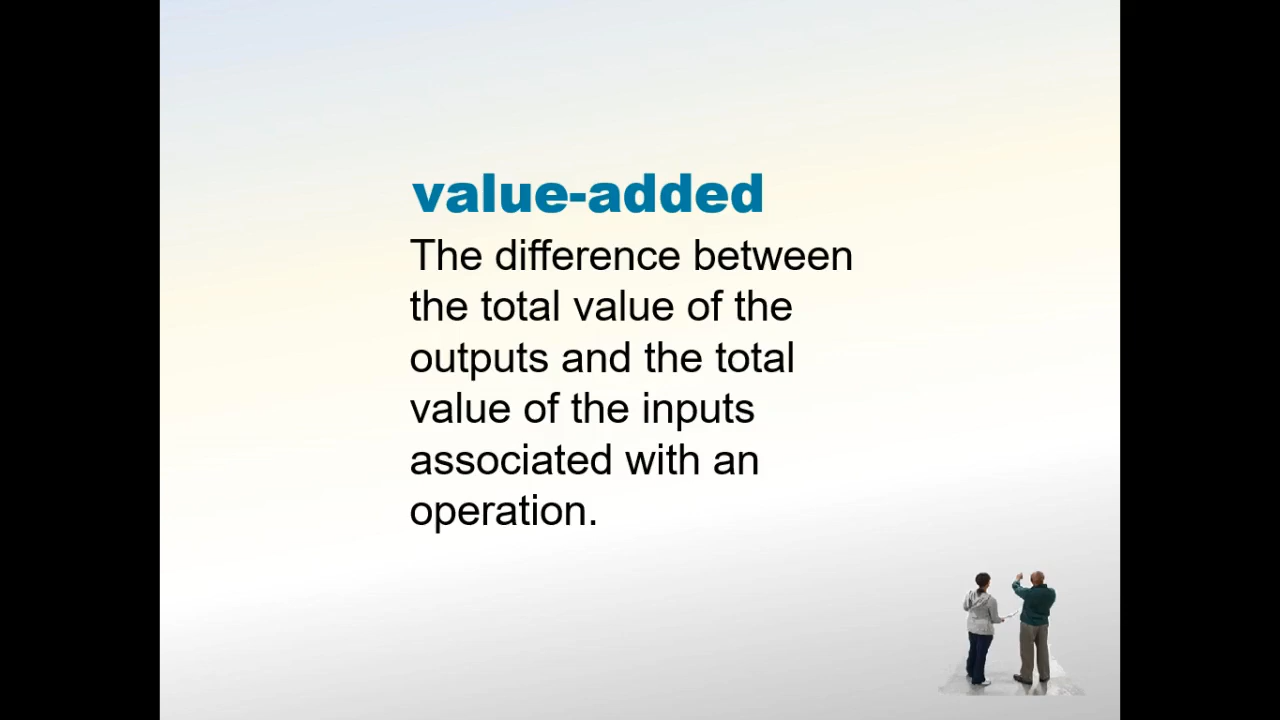 value-added
The difference between
the total value of the
outputs and the total
value of the inputs
associated with an
operation.